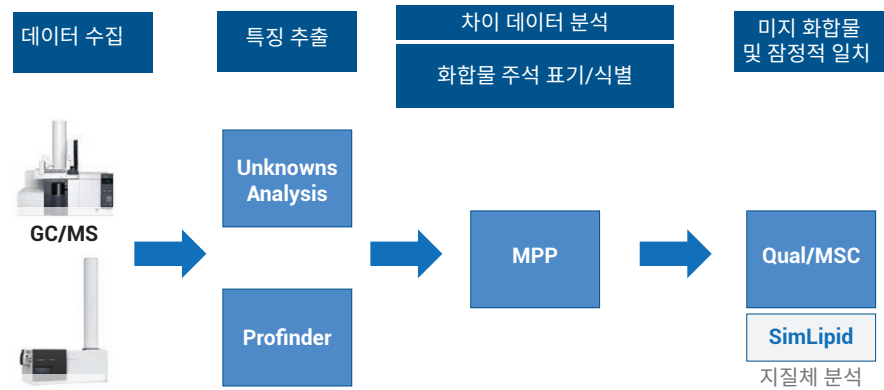 데이터 수집
특징 추출
차이 데이터 분석
화합물 주석 표기/식별
미지 화합물
및 잠정적 일치
GC/MS
Unknowns
Analysis
Profinder
MPP
Qual/MSC
SimLipid
지질체 분석